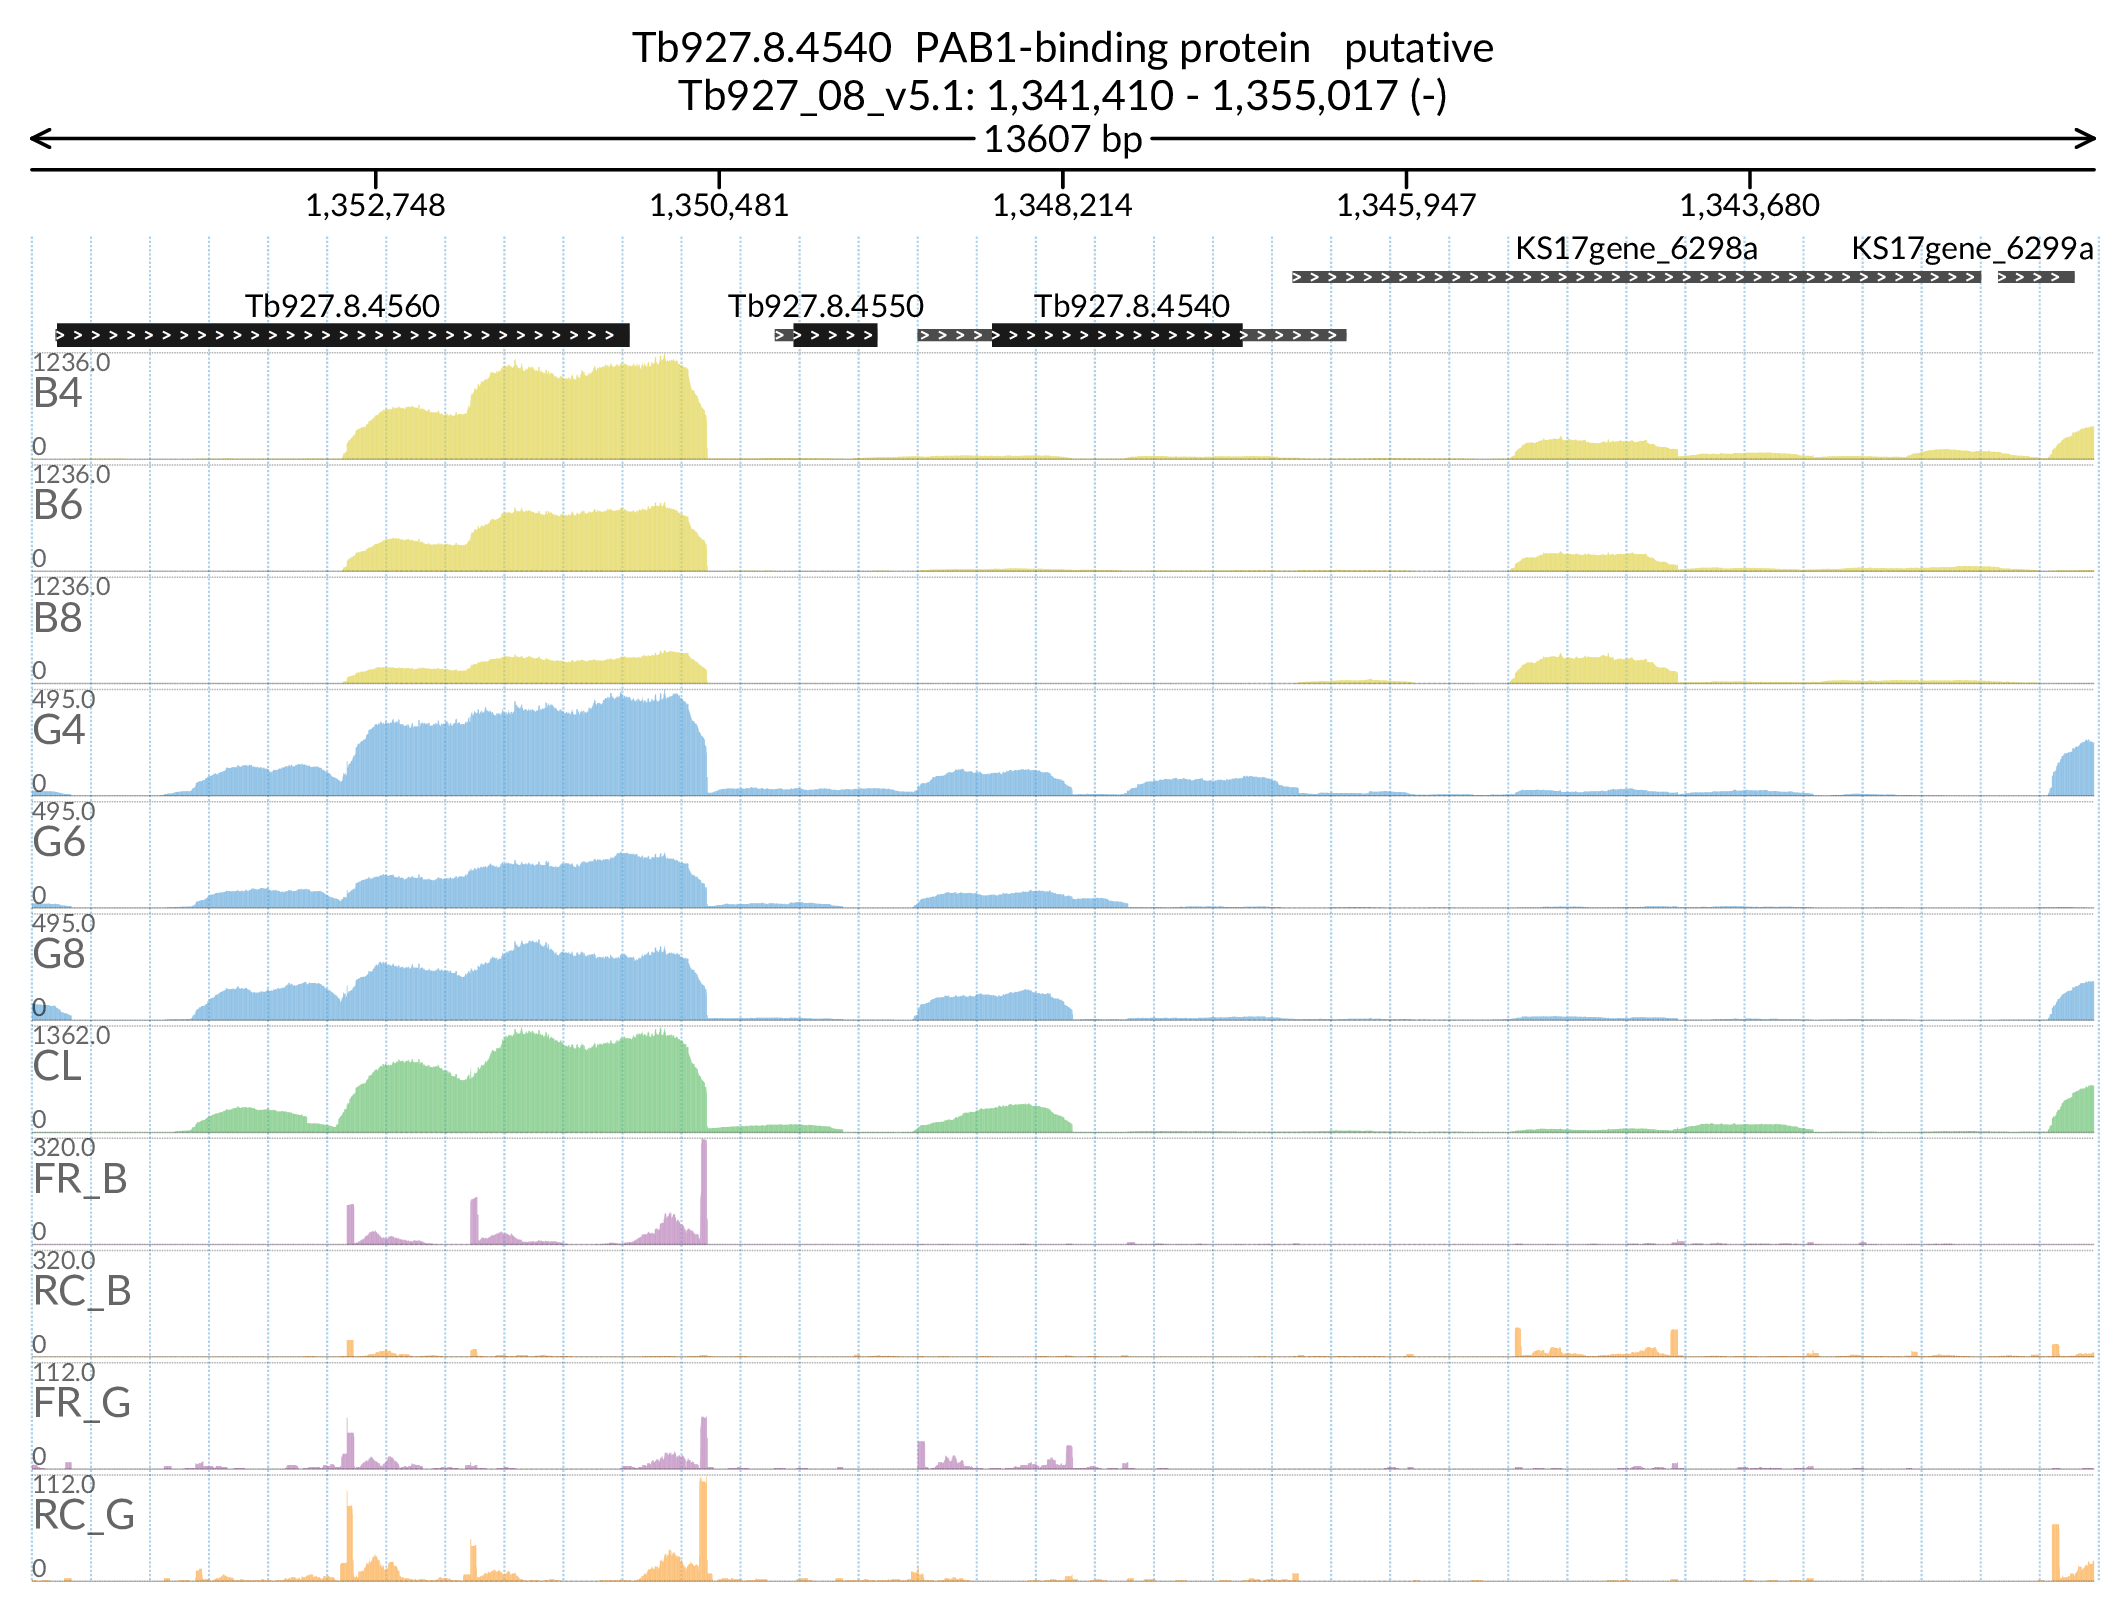 Tb927.8.4540 PAB1-binding protein putative
Tb927_08_v5.1: 1,341,410 - 1,355,017 (-)
13607 bp
1,352,748 1,350,481 1,348,214 1,345,947 1,343,680
KS17gene_6298a KS17gene_6299a
Tb927.8.4560 Tb927.8.4550 Tb927.8.4540
1236.0
B4
0
1236.0
B6
0
1236.0
B8
0
495.0
G4
0
495.0
G6
0
495.0
G8
0
1362.0
CL
0
320.0
FR_B
0
320.0
RC_B
0
112.0
FR_G
0
112.0
RC_G
0